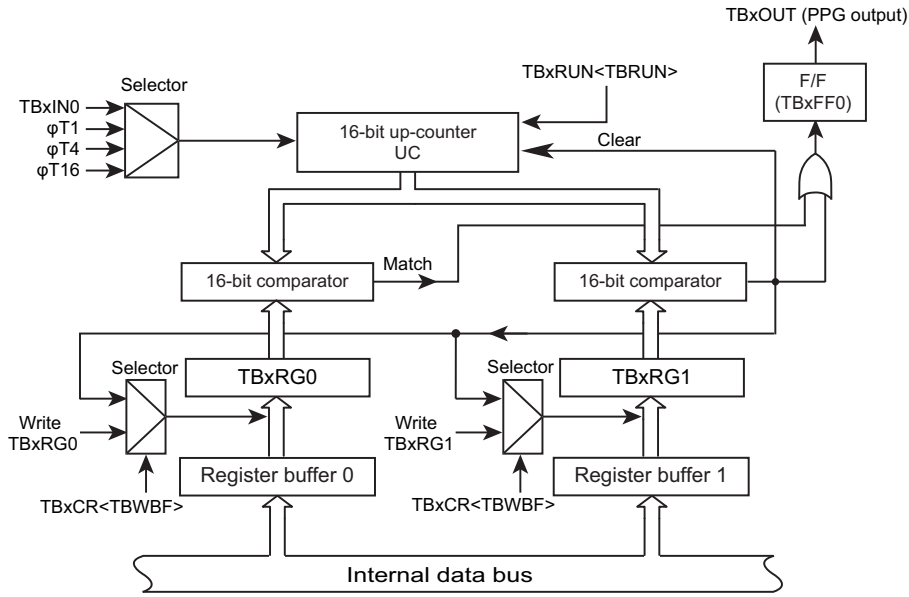 TBxOUT (PPG output)
F/F
(TBxFF0)
Selector
TBxRUN<TBRUN>
TBxIN0
φT1
φT4
φT16
16-bit up-counter
UC
Clear
16-bit comparator
Match
16-bit comparator
Selector
TBxRG0
Selector
TBxRG1
Write
TBxRG0
Write
TBxRG1
Register buffer 0
Register buffer 1
TBxCR<TBWBF>
TBxCR<TBWBF>
Internal data bus